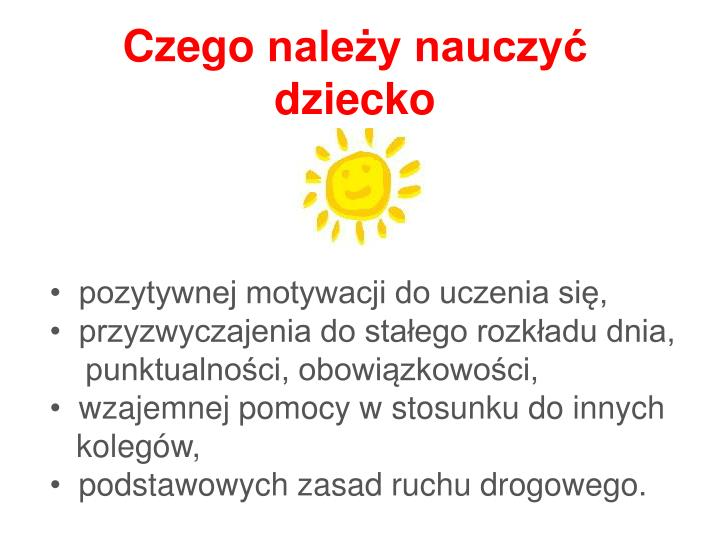 Czego należy nauczyć
dziecko
• pozytywnej motywacji do uczenia się,
• przyzwyczajenia do stałego rozkładu dnia,
punktualności, obowiązkowości,
• wzajemnej pomocy w stosunku do innych
kolegów,
• podstawowych zasad ruchu drogowego.